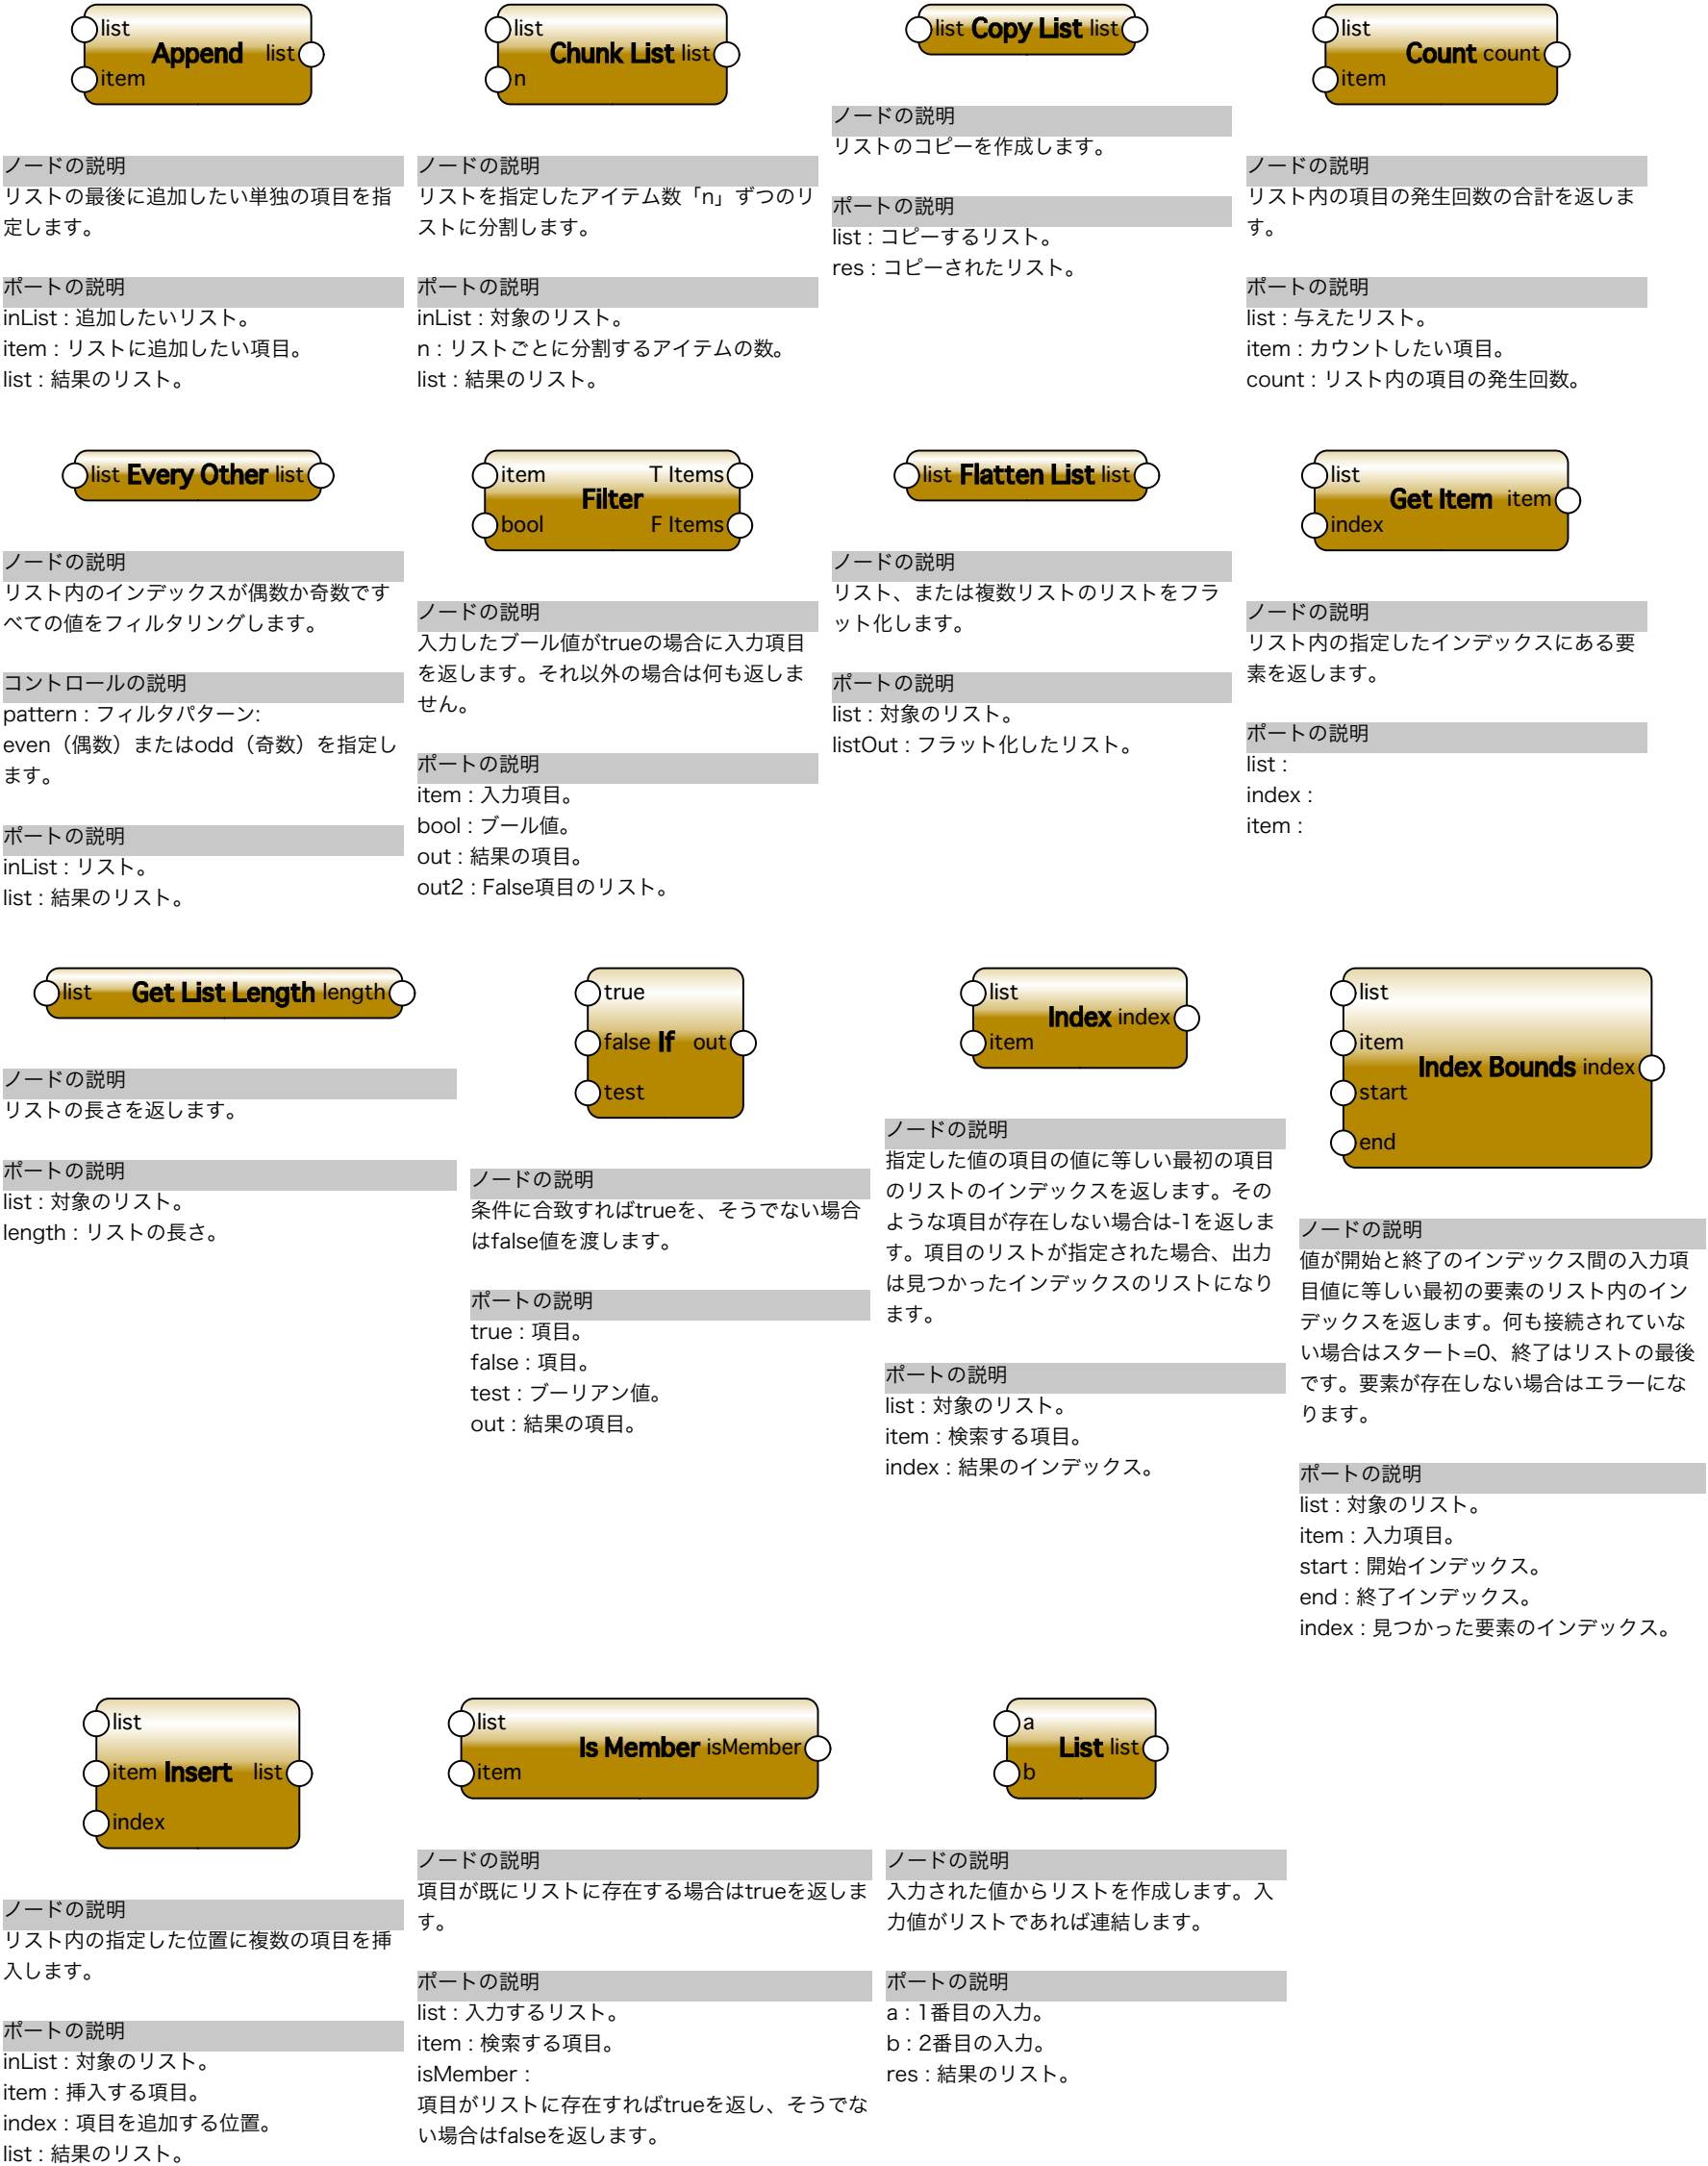 list
Append list
item
ノードの説明
リストの最後に追加したい単独の項目を指
定します。
ポートの説明
inList : 追加したいリスト。
item : リストに追加したい項目。
list : 結果のリスト。
list
Chunk List list
n
ノードの説明
リストを指定したアイテム数「n」ずつのリ
ストに分割します。
ポートの説明
inList : 対象のリスト。
n : リストごとに分割するアイテムの数。
list : 結果のリスト。
list Copy List list
ノードの説明
リストのコピーを作成します。
ポートの説明
list : コピーするリスト。
res : コピーされたリスト。
list
Count count
item
ノードの説明
リスト内の項目の発生回数の合計を返しま
す。
ポートの説明
list : 与えたリスト。
item : カウントしたい項目。
count : リスト内の項目の発生回数。
list Every Other list
ノードの説明
リスト内のインデックスが偶数か奇数です
べての値をフィルタリングします。
コントロールの説明
pattern : フィルタパターン:
even（偶数）またはodd（奇数）を指定し
ます。
ポートの説明
inList : リスト。
list : 結果のリスト。
item T Items
Filter
bool F Items
ノードの説明
入力したブール値がtrueの場合に入力項目
を返します。それ以外の場合は何も返しま
せん。
ポートの説明
item : 入力項目。
bool : ブール値。
out : 結果の項目。
out2 : False項目のリスト。
list Flatten List list
ノードの説明
リスト、または複数リストのリストをフラ
ット化します。
ポートの説明
list : 対象のリスト。
listOut : フラット化したリスト。
list
Get Item item
index
ノードの説明
リスト内の指定したインデックスにある要
素を返します。
ポートの説明
list :
index :
item :
list Get List Length length
ノードの説明
リストの長さを返します。
ポートの説明
list : 対象のリスト。
length : リストの長さ。
true
false If out
test
ノードの説明
条件に合致すればtrueを、そうでない場合
はfalse値を渡します。
ポートの説明
true : 項目。
false : 項目。
test : ブーリアン値。
out : 結果の項目。
list
Index index
item
ノードの説明
指定した値の項目の値に等しい最初の項目
のリストのインデックスを返します。その
ような項目が存在しない場合は-1を返しま
す。項目のリストが指定された場合、出力
は見つかったインデックスのリストになり
ます。
ポートの説明
list : 対象のリスト。
item : 検索する項目。
index : 結果のインデックス。
list
item
Index Bounds index
start
end
ノードの説明
値が開始と終了のインデックス間の入力項
目値に等しい最初の要素のリスト内のイン
デックスを返します。何も接続されていな
い場合はスタート=0、終了はリストの最後
です。要素が存在しない場合はエラーにな
ります。
ポートの説明
list : 対象のリスト。
item : 入力項目。
start : 開始インデックス。
end : 終了インデックス。
index : 見つかった要素のインデックス。
list
item Insert list
index
ノードの説明
リスト内の指定した位置に複数の項目を挿
入します。
ポートの説明
inList : 対象のリスト。
item : 挿入する項目。
index : 項目を追加する位置。
list : 結果のリスト。
list
Is Member isMember
item
ノードの説明
項目が既にリストに存在する場合はtrueを返しま
す。
ポートの説明
list : 入力するリスト。
item : 検索する項目。
isMember :
項目がリストに存在すればtrueを返し、そうでな
い場合はfalseを返します。
a
List list
b
ノードの説明
入力された値からリストを作成します。入
力値がリストであれば連結します。
ポートの説明
a : 1番目の入力。
b : 2番目の入力。
res : 結果のリスト。